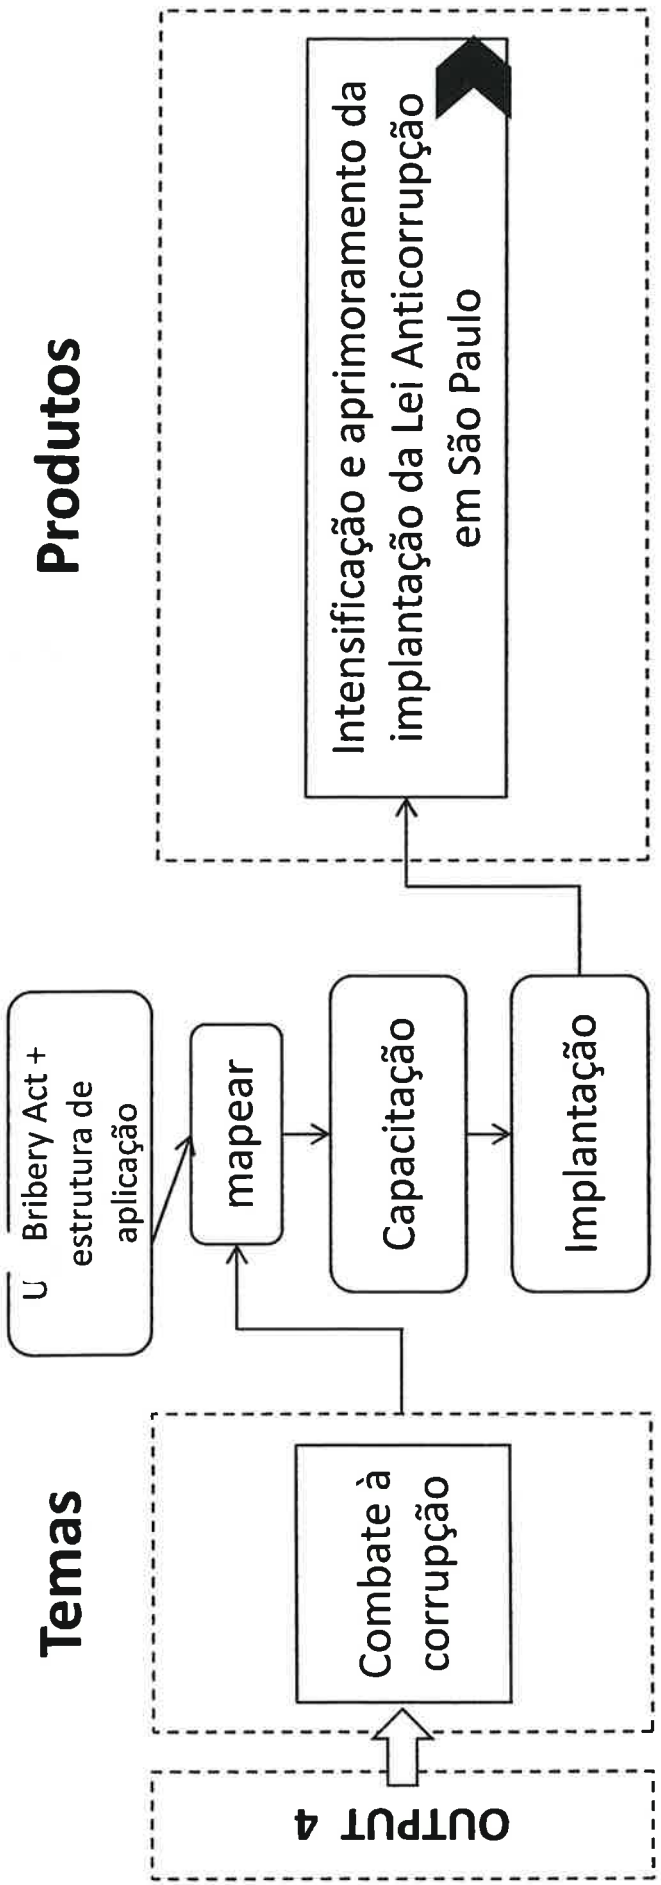 Temas
Produtos
OUTPUT 4
Combate à
corrupção
U Bribery Act +
estrutura de
aplicação
mapear
Capacitação
Implantação
Intensificação e aprimoramento da
implantação da Lei Anticorrupção
em São Paulo